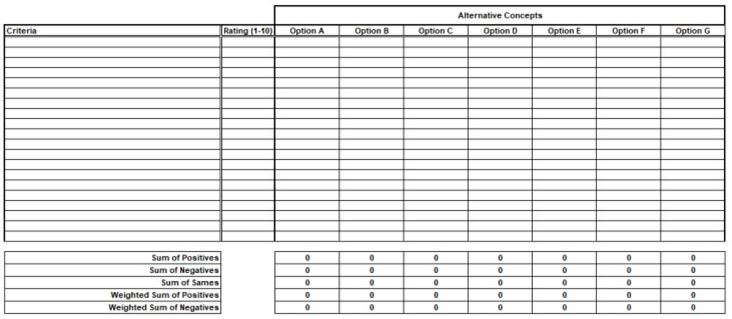 Alternative Concepts
Criteria Rating (1-10) Option A Option B Option C Option D Option E Option F Option G
Sum of Positives 0 0 0 0 0 0 0
Sum of Negatives 0 0 0 0 0 0 0
Sum of Sames 0 0 0 0 0 0 0
Weighted Sum of Positives 0 0 0 0 0 0 0
Weighted Sum of Negatives 0 0 0 0 0 0 0